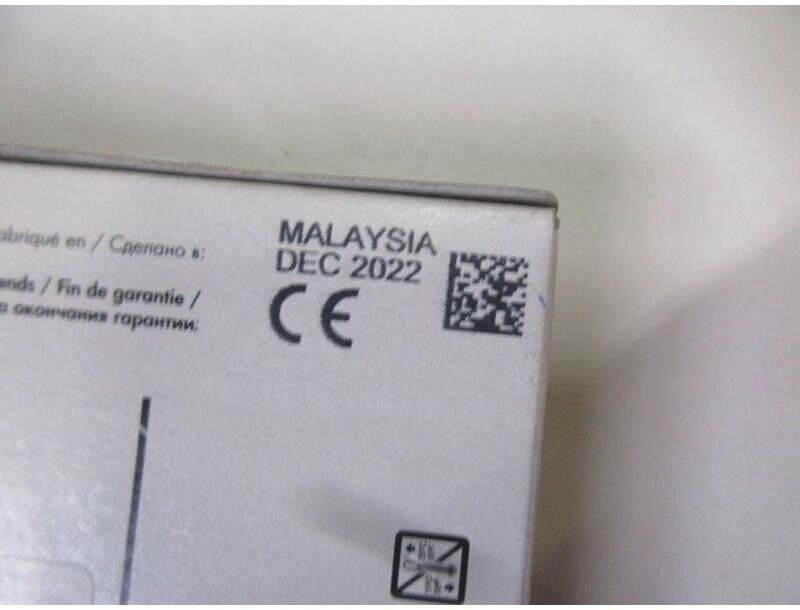 abriqué en / Сделано в:
MALAYSIA
DEC 2022
ends / Fin de garantie /
а окончания гарантии:
CE